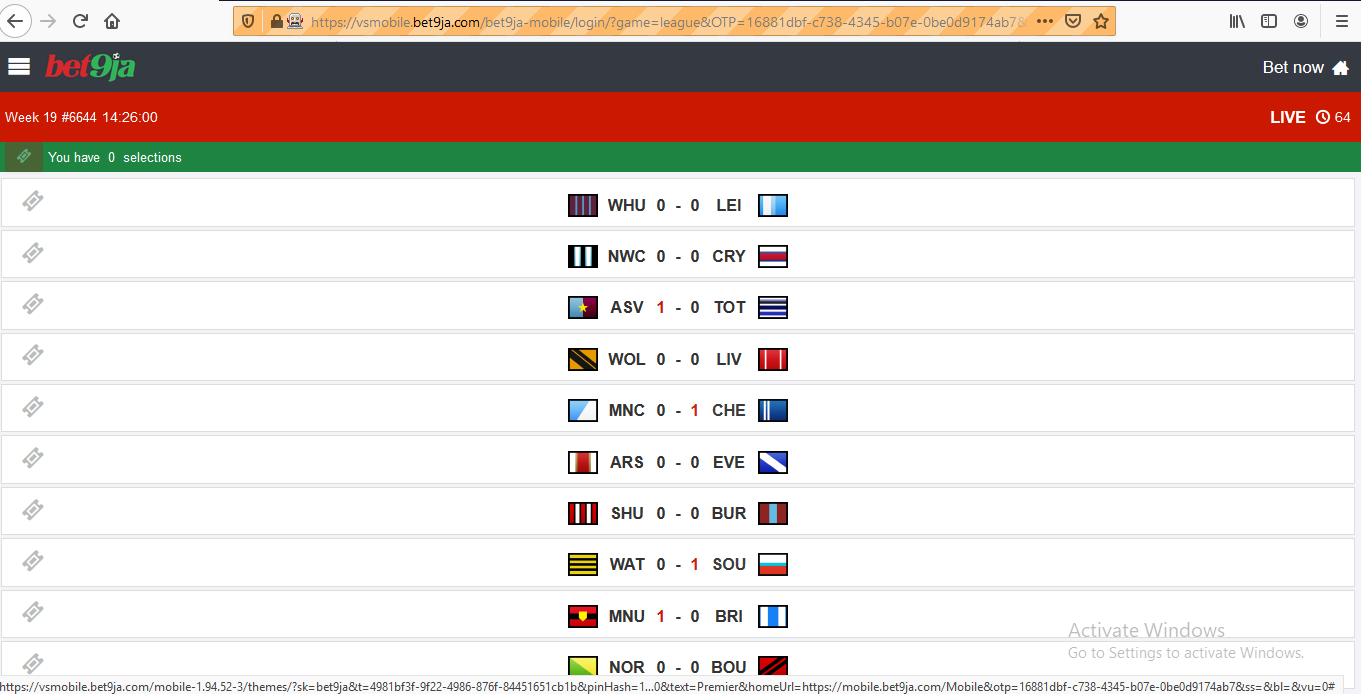 https://vsmobile.bet9ja.com/bet9ja-mobile/login/?game=league&OTP=16881dbf-c738-4345-b07e-0be0d9174ab7&
bet9ja
Bet now
Week 19 #6644 14:26:00
LIVE 64
You have 0 selections
WHU 0 - 0 LEI
NWC 0 - 0 CRY
ASV 1 - 0 TOT
WOL 0 - 0 LIV
MNC 0 - 1 CHE
ARS 0 - 0 EVE
SHU 0 - 0 BUR
WAT 0 - 1 SOU
MNU 1 - 0 BRI
NOR 0 - 0 BOU
Activate Windows
Go to Settings to activate Windows.
https://vsmobile.bet9ja.com/mobile-1.94.52-3/themes/?sk=bet9ja&t=4981bf3f-9f22-4986-876f-84451651cb1b&pinHash=1...0&text=Premier&homeUrl=https://mobile.bet9ja.com/Mobile&otp=16881dbf-c738-4345-b07e-0be0d9174ab7&ss=&bl=&vu=0#